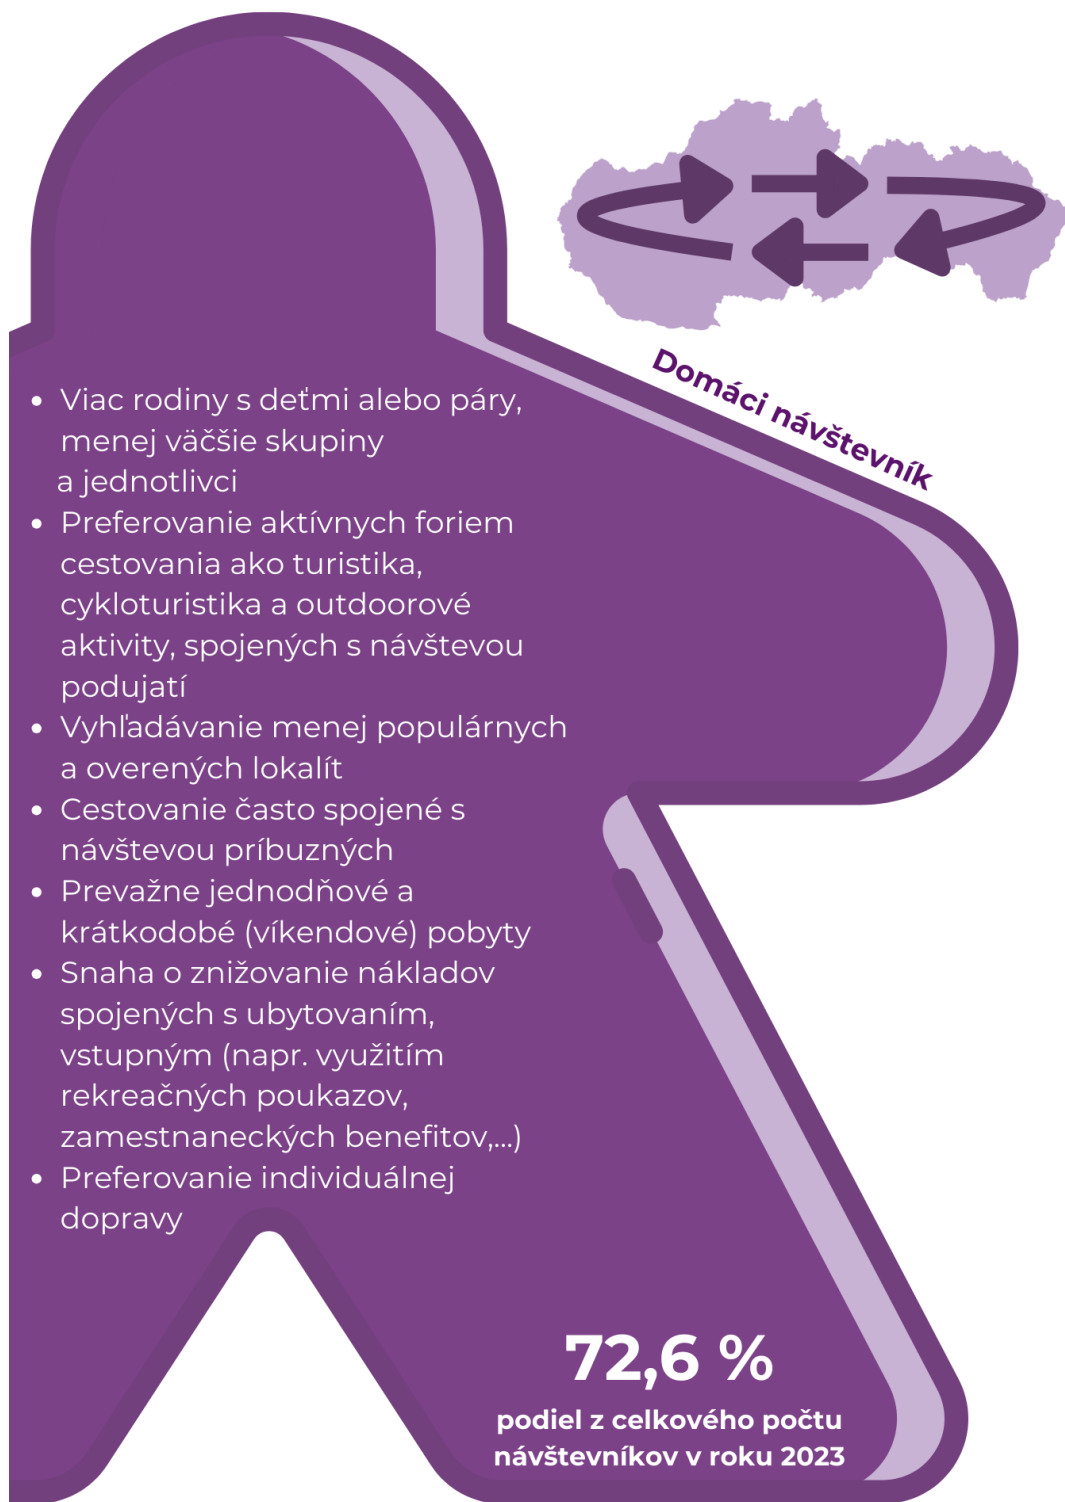 Domáci návštevník
• Viac rodiny s deťmi alebo páry,
menej väčšie skupiny
a jednotlivci
• Preferovanie aktívnych foriem
cestovania ako turistika,
cykloturistika a outdoorové
aktivity, spojených s návštevou
podujatí
• Vyhľadávanie menej populárnych
a overených lokalít
• Cestovanie často spojené s
návštevou príbuzných
• Prevažne jednodňové a
krátkodobé (víkendové) pobyty
• Snaha o znižovanie nákladov
spojených s ubytovaním,
vstupným (napr. využitím
rekreačných poukazov,
zamestnaneckých benefitov,...)
• Preferovanie individuálnej
dopravy
72,6 %
podiel z celkového počtu
návštevníkov v roku 2023